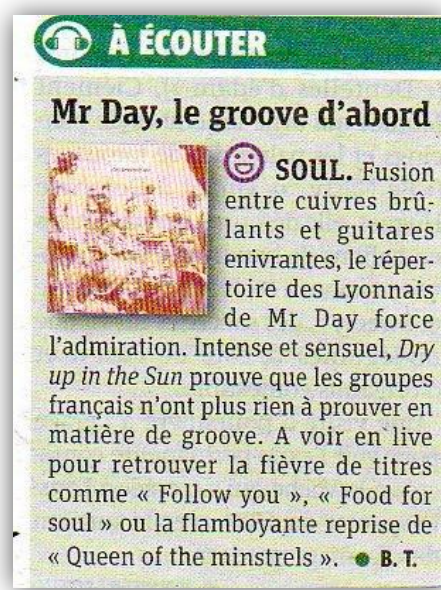 À ÉCOUTER
Mr Day, le groove d'abord
SOUL. Fusion
entre cuivres brû-
lants et guitares
enivrantes, le réper-
toire des Lyonnais
de Mr Day force
l'admiration. Intense et sensuel, Dry
up in the Sun prouve que les groupes
français n'ont plus rien à prouver en
matière de groove. A voir en live
pour retrouver la fièvre de titres
comme « Follow you », « Food for
soul » ou la flamboyante reprise de
« Queen of the minstrels ». ● B. T.